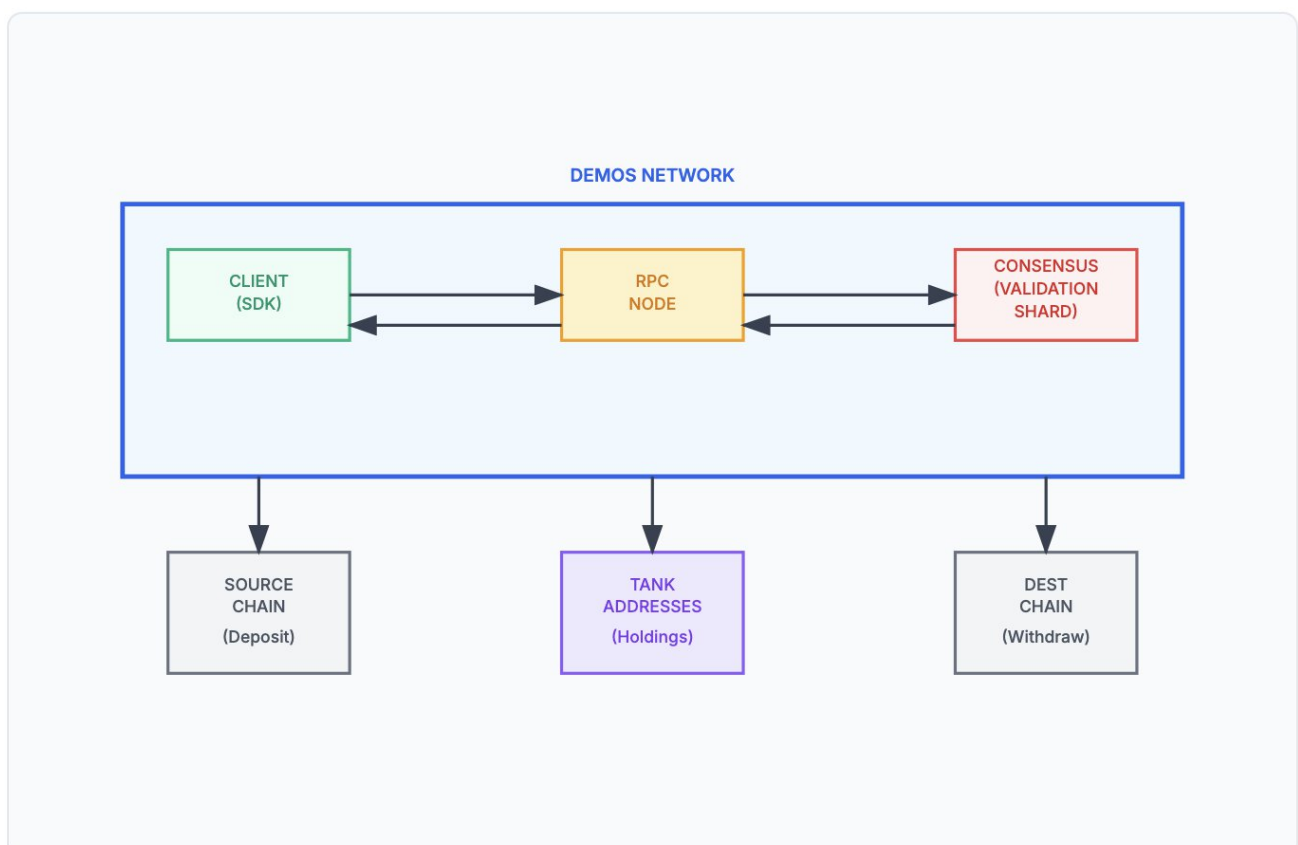 DEMOS NETWORK
CLIENT
(SDK)
RPC
NODE
CONSENSUS
(VALIDATION
SHARD)
SOURCE
CHAIN
(Deposit)
TANK
ADDRESSES
(Holdings)
DEST
CHAIN
(Withdraw)